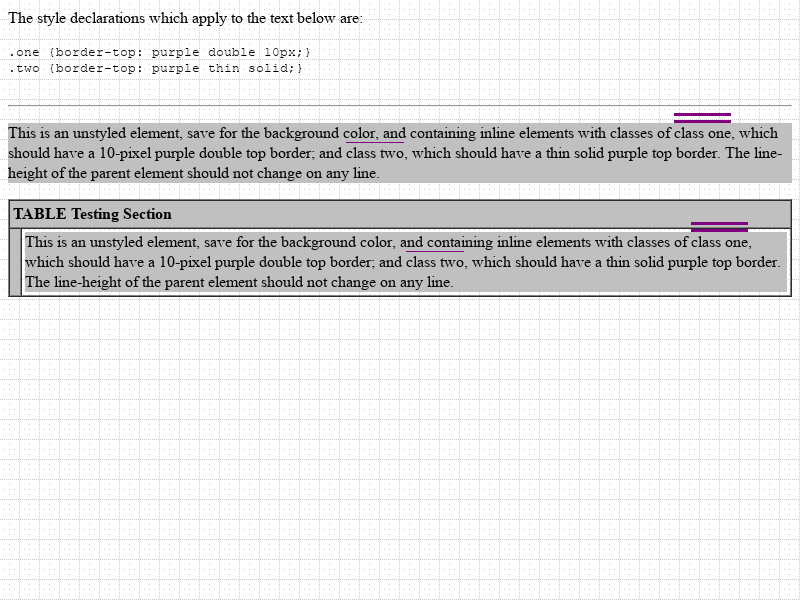 The style declarations which apply to the text below are:
.one {border-top: purple double 10px;}
.two {border-top: purple thin solid;}
This is an unstyled element, save for the background color, and containing inline elements with classes of class one, which
should have a 10-pixel purple double top border; and class two, which should have a thin solid purple top border. The line-
height of the parent element should not change on any line.
TABLE Testing Section
This is an unstyled element, save for the background color, and containing inline elements with classes of class one,
which should have a 10-pixel purple double top border; and class two, which should have a thin solid purple top border.
The line-height of the parent element should not change on any line.